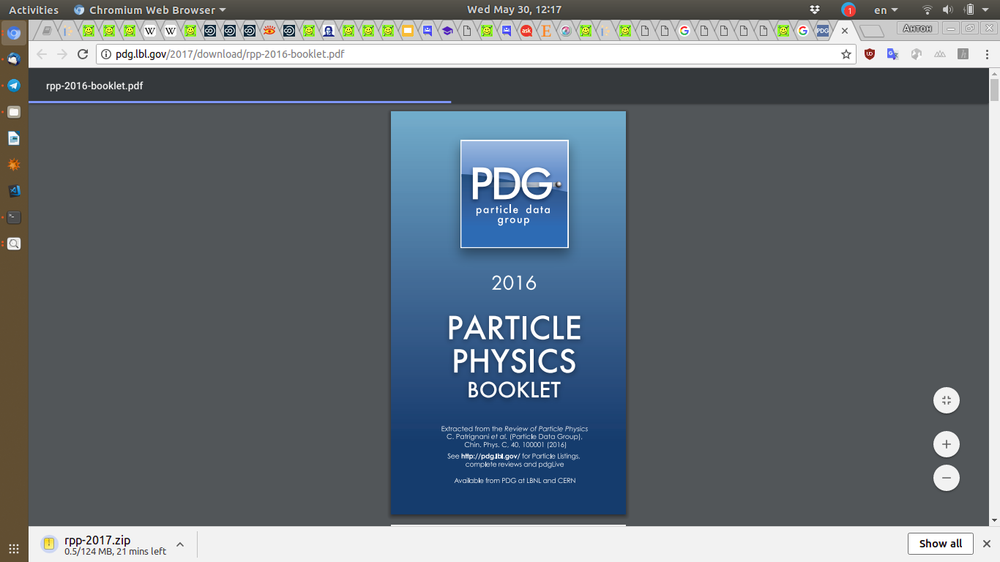 Activities
Chromium Web Browser
Wed May 30, 12:17
1
en
W
W
ask
E
G
G
PDG
Антон
pdg.lbl.gov/2017/download/rpp-2016-booklet.pdf
rpp-2016-booklet.pdf
PDG
particle data
group
2016
PARTICLE
PHYSICS
BOOKLET
Extracted from the Review of Particle Physics
C. Patrignani et al. (Particle Data Group),
Chin. Phys. C, 40, 100001 (2016)
See http://pdg.lbl.gov/ for Particle Listings,
complete reviews and pdgLive
Available from PDG at LBNL and CERN
rpp-2017.zip
0.5/124 MB, 21 mins left
Show all